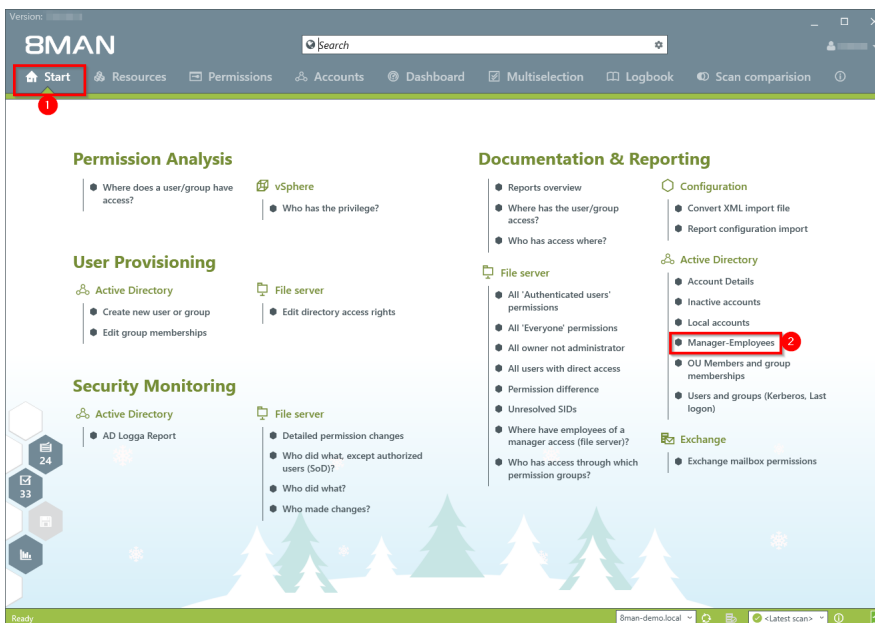 Version:
8MAN
Search
Start
Resources
Permissions
Accounts
Dashboard
Multiselection
Logbook
Scan comparision
1
Permission Analysis
Where does a user/group have
access?
vSphere
Who has the privilege?
User Provisioning
Active Directory
Create new user or group
Edit group memberships
File server
Edit directory access rights
Security Monitoring
Active Directory
AD Logga Report
File server
Detailed permission changes
Who did what, except authorized
users (SoD)?
Who did what?
Who made changes?
Documentation & Reporting
Reports overview
Where has the user/group
access?
Who has access where?
File server
All 'Authenticated users'
permissions
All 'Everyone' permissions
All owner not administrator
All users with direct access
Permission difference
Unresolved SIDs
Where have employees of a
manager access (file server)?
Who has access through which
permission groups?
Configuration
Convert XML import file
Report configuration import
Active Directory
Account Details
Inactive accounts
Local accounts
Manager-Employees
2
OU Members and group
memberships
Users and groups (Kerberos, Last
logon)
Exchange
Exchange mailbox permissions
24
33
Ready
8man-demo.local
<Latest scan>